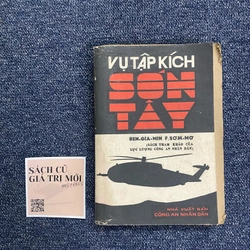 VỤ TẬP KÍCH
SƠN
TÂY
BEN-GIA-MIN F. SƠM-MƠ
(SÁCH THAM KHẢO CỦA
LỰC LƯỢNG CÔNG AN NHÂN DÂN)
NHÀ XUẤT BẢN
CÔNG AN NHÂN DÂN
SÁCH CŨ
GIÁ TRỊ MỚI